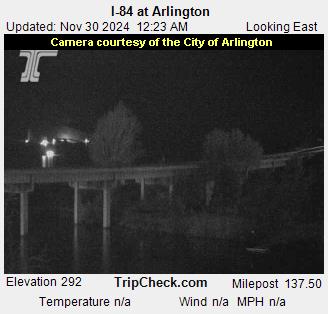 I-84 at Arlington
Updated: Nov 30 2024 12:23 AM Looking East
Camera courtesy of the City of Arlington
Elevation 292 TripCheck.com Milepost 137.50
Temperature n/a Wind n/a MPH n/a